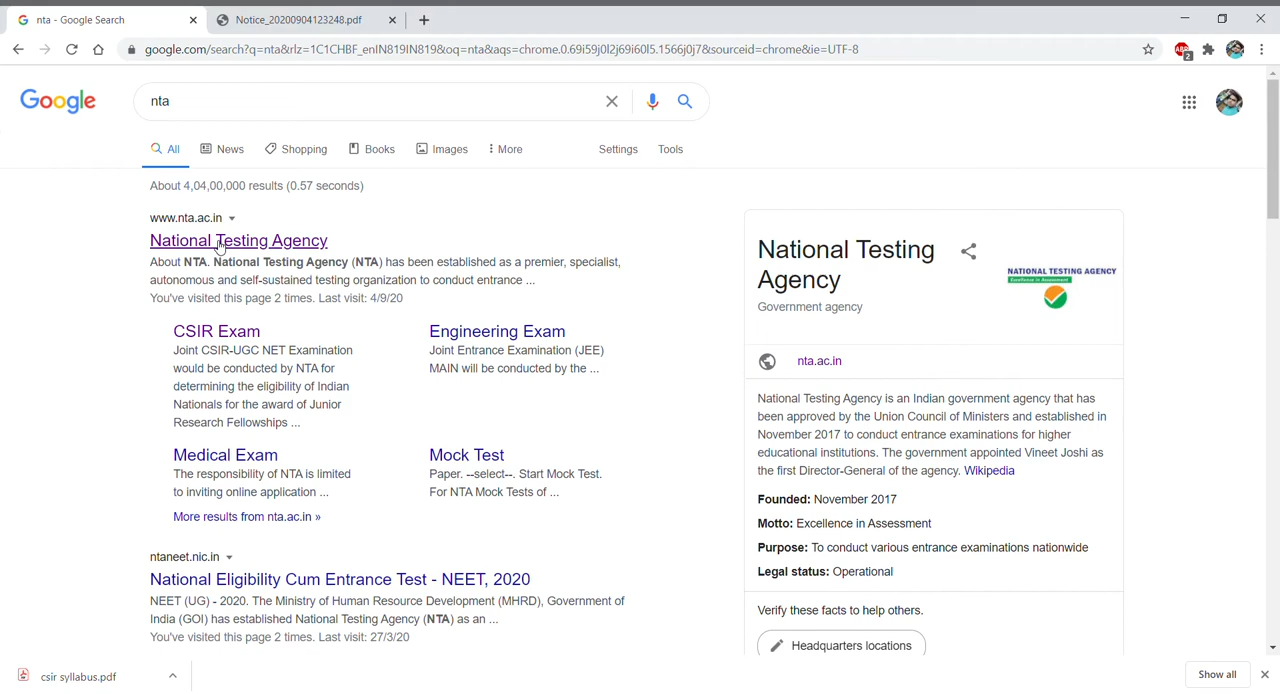 nta - Google Search
Notice_20200904123248.pdf
google.com/search?q=nta&rlz=1C1CHBF_enIN819IN819&oq=nta&aqs=chrome.0.69i59j0l2j69i60l5.1566j0j7&sourceid=chrome&ie=UTF-8
ABP
2
Google
nta
All
News
Shopping
Books
Images
More
Settings
Tools
About 4,04,00,000 results (0.57 seconds)
www.nta.ac.in
National Testing Agency
About NTA. National Testing Agency (NTA) has been established as a premier, specialist,
autonomous and self-sustained testing organization to conduct entrance ...
You've visited this page 2 times. Last visit: 4/9/20
CSIR Exam
Joint CSIR-UGC NET Examination
would be conducted by NTA for
determining the eligibility of Indian
Nationals for the award of Junior
Research Fellowships ...
Engineering Exam
Joint Entrance Examination (JEE)
MAIN will be conducted by the ...
Medical Exam
The responsibility of NTA is limited
to inviting online application ...
Mock Test
Paper. --select--. Start Mock Test.
For NTA Mock Tests of ...
More results from nta.ac.in »
ntaneet.nic.in
National Eligibility Cum Entrance Test - NEET, 2020
NEET (UG) - 2020. The Ministry of Human Resource Development (MHRD), Government of
India (GOI) has established National Testing Agency (NTA) as an ...
You've visited this page 2 times. Last visit: 27/3/20
National Testing
Agency
Government agency
NATIONAL TESTING AGENCY
Excellence in Assessment
nta.ac.in
National Testing Agency is an Indian government agency that has
been approved by the Union Council of Ministers and established in
November 2017 to conduct entrance examinations for higher
educational institutions. The government appointed Vineet Joshi as
the first Director-General of the agency. Wikipedia
Founded: November 2017
Motto: Excellence in Assessment
Purpose: To conduct various entrance examinations nationwide
Legal status: Operational
Verify these facts to help others.
Headquarters locations
csir syllabus.pdf
Show all